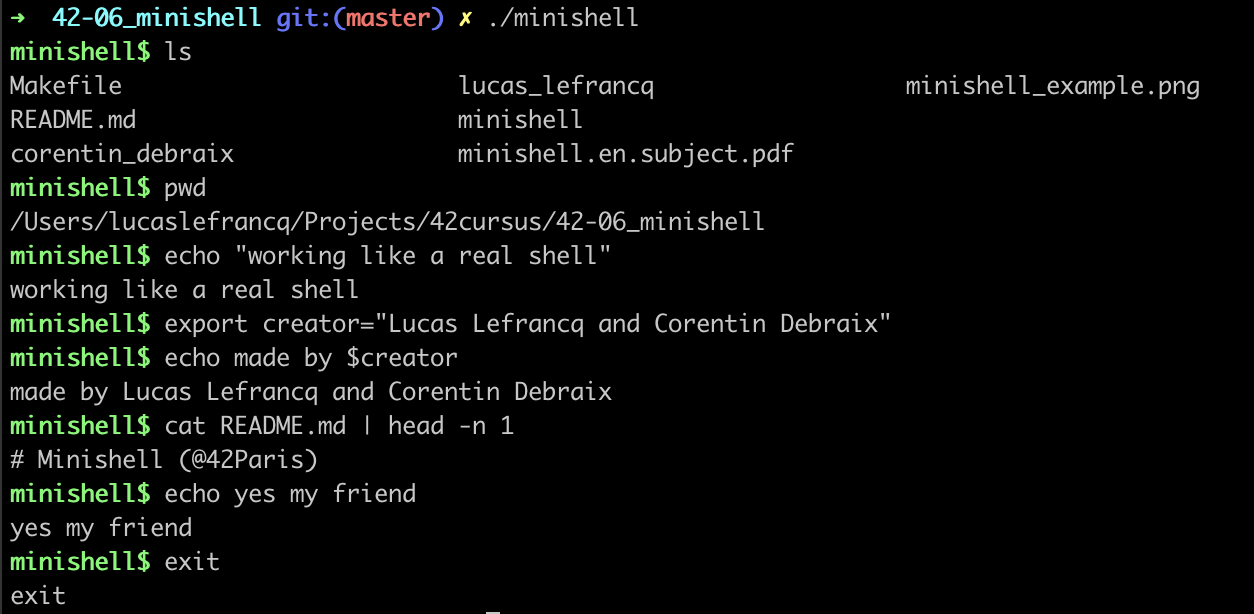 ➜  42-06_minishell git:(master) ✗ ./minishell
minishell$ ls
Makefile                        lucas_lefrancq                  minishell_example.png
README.md                       minishell
corentin_debraix                minishell.en.subject.pdf
minishell$ pwd
/Users/lucaslefrancq/Projects/42cursus/42-06_minishell
minishell$ echo "working like a real shell"
working like a real shell
minishell$ export creator="Lucas Lefrancq and Corentin Debraix"
minishell$ echo made by $creator
made by Lucas Lefrancq and Corentin Debraix
minishell$ cat README.md | head -n 1
# Minishell (@42Paris)
minishell$ echo yes my friend
yes my friend
minishell$ exit
exit